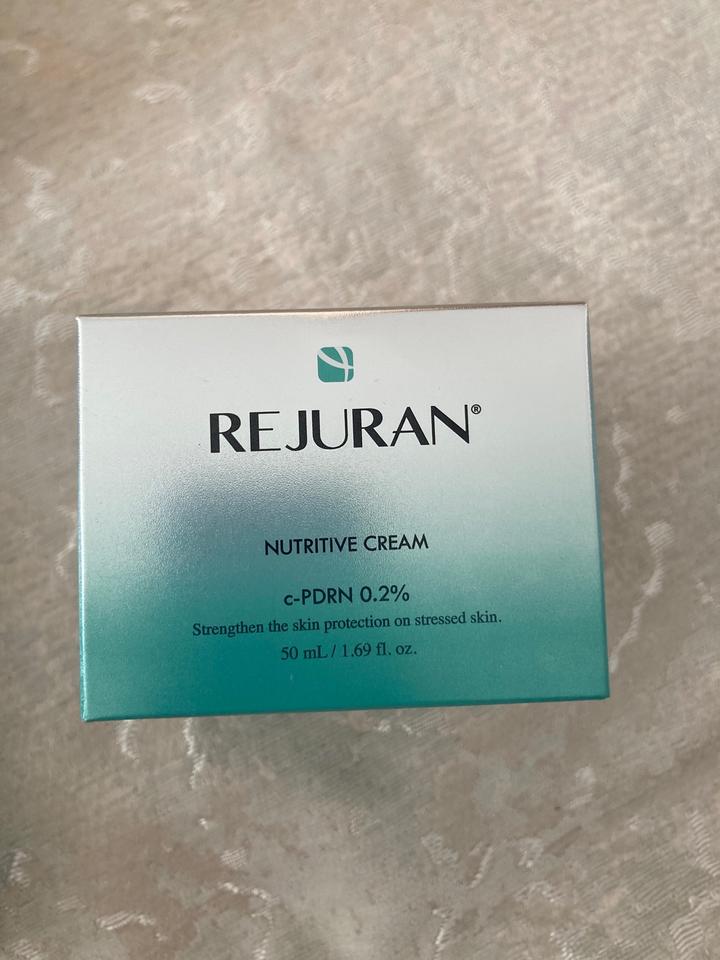 REJURAN®
NUTRITIVE CREAM
c-PDRN 0.2%
Strengthen the skin protection on stressed skin.
50 mL / 1.69 fl. oz.